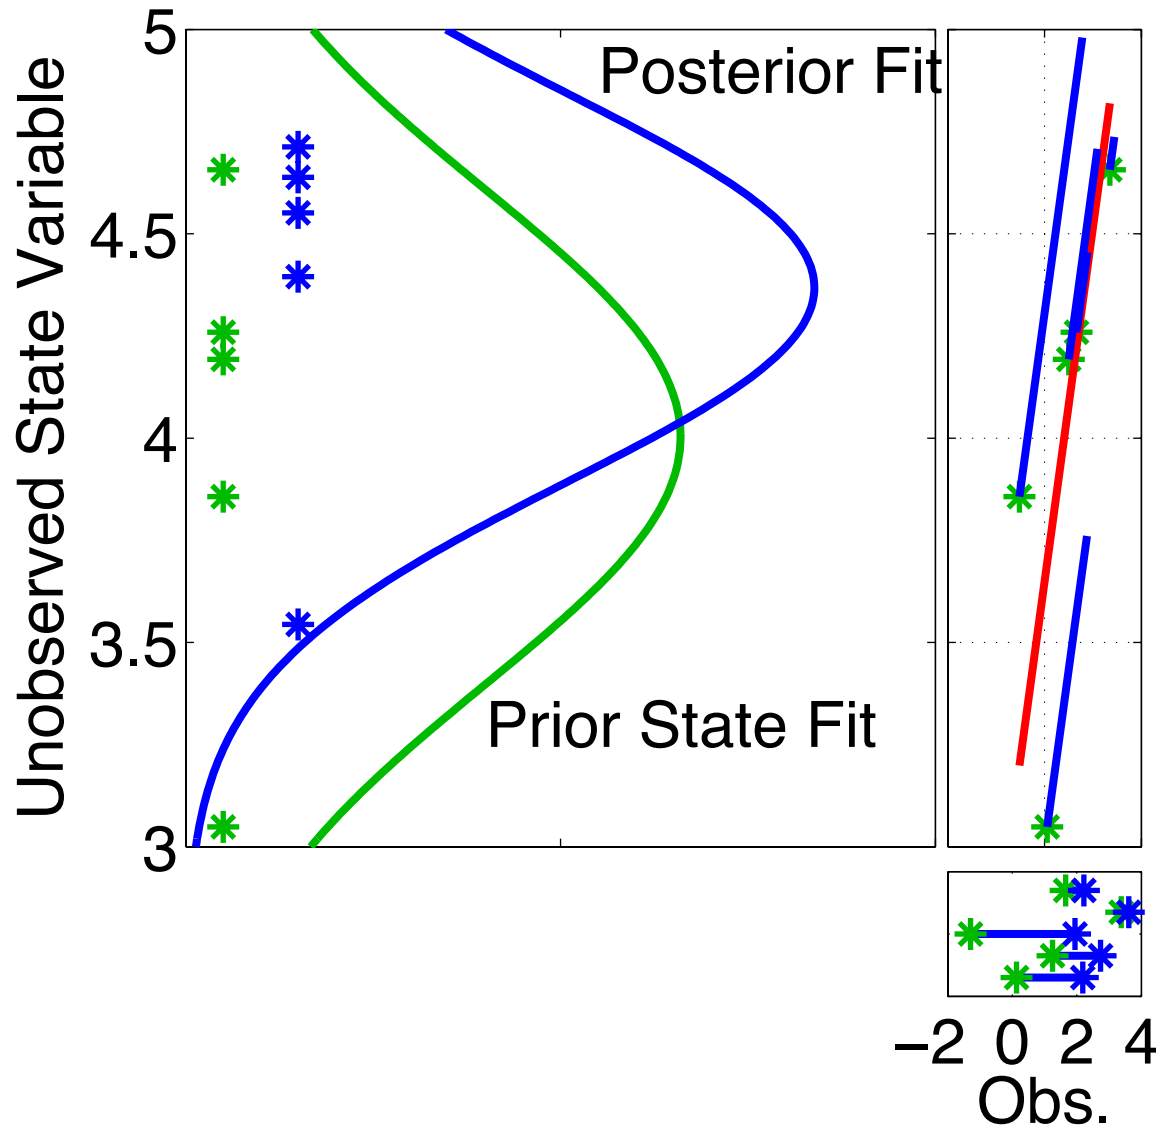 5
Posterior Fit
4.5
4
3.5
Prior State Fit
3
Unobserved State Variable
−2 0 2 4
Obs.